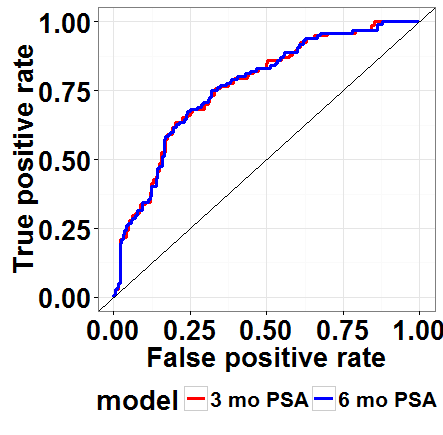 True positive rate
1.00
0.75
0.50
0.25
0.00
0.00 0.25 0.50 0.75 1.00
False positive rate
model 3 mo PSA 6 mo PSA